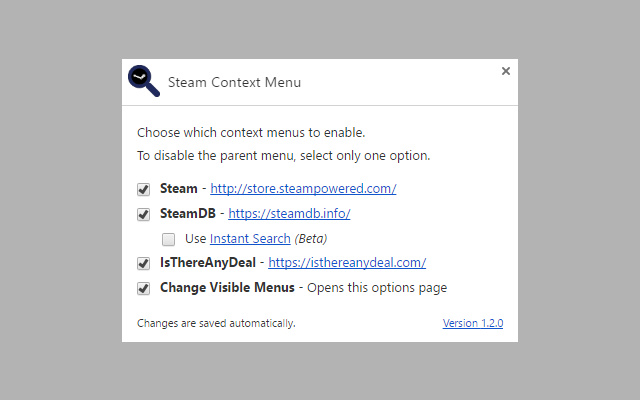 Steam Context Menu
Choose which context menus to enable.
To disable the parent menu, select only one option.
Steam - http://store.steampowered.com/
SteamDB - https://steamdb.info/
Use Instant Search (Beta)
IsThereAnyDeal - https://isthereanydeal.com/
Change Visible Menus - Opens this options page
Changes are saved automatically. Version 1.2.0